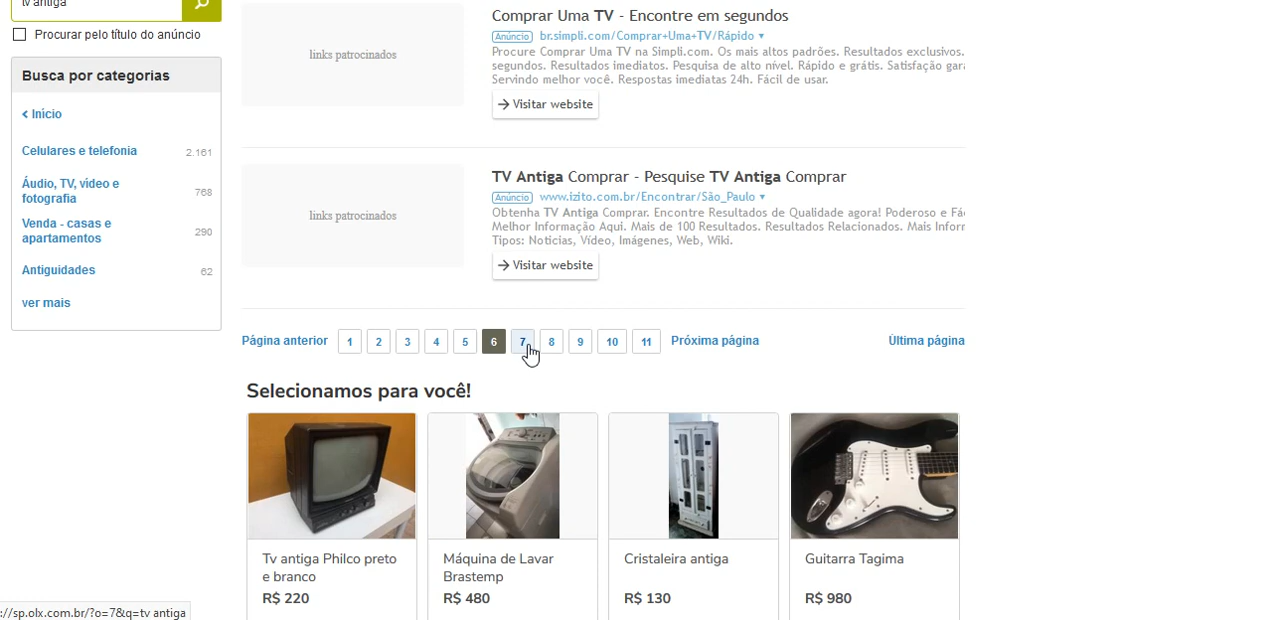 tv antiga
Procurar pelo título do anúncio
Busca por categorias
< Início
Celulares e telefonia 2.161
Áudio, TV, vídeo e
fotografia 768
Venda - casas e
apartamentos 290
Antiguidades 62
ver mais
links patrocinados
Comprar Uma TV - Encontre em segundos
Anúncio br.simpli.com/Comprar+Uma+TV/Rápido ▼
Procure Comprar Uma TV na Simpli.com. Os mais altos padrões. Resultados exclusivos.
segundos. Resultados imediatos. Pesquisa de alto nível. Rápido e grátis. Satisfação gara
Servindo melhor você. Respostas imediatas 24h. Fácil de usar.
→ Visitar website
links patrocinados
TV Antiga Comprar - Pesquise TV Antiga Comprar
Anúncio www.izito.com.br/Encontrar/São_Paulo ▼
Obtenha TV Antiga Comprar. Encontre Resultados de Qualidade agora! Poderoso e Fác
Melhor Informação Aqui. Mais de 100 Resultados. Resultados Relacionados. Mais Inforr
Tipos: Noticias, Vídeo, Imágenes, Web, Wiki.
→ Visitar website
Página anterior 1 2 3 4 5 6 7 8 9 10 11 Próxima página Última página
Selecionamos para você!
Tv antiga Philco preto
e branco
R$ 220
Máquina de Lavar
Brastemp
R$ 480
Cristaleira antiga
R$ 130
Guitarra Tagima
R$ 980
://sp.olx.com.br/?o=7&q=tv antiga